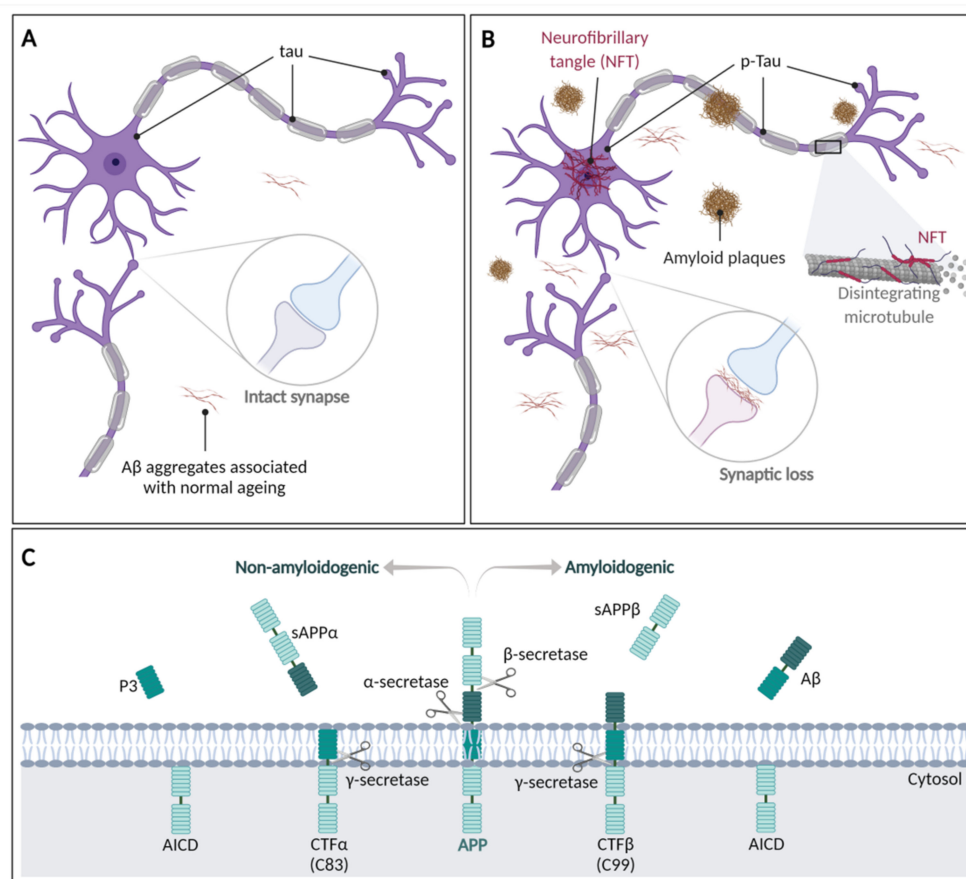 A
tau
Intact synapse
Aβ aggregates associated
with normal ageing
B
Neurofibrillary
tangle (NFT)
p-Tau
Amyloid plaques
NFT
Disintegrating
microtubule
Synaptic loss
C
Non-amyloidogenic
Amyloidogenic
sAPPα
sAPPβ
β-secretase
α-secretase
P3
Aβ
γ-secretase
γ-secretase
Cytosol
AICD
CTFα
(C83)
APP
CTFβ
(C99)
AICD